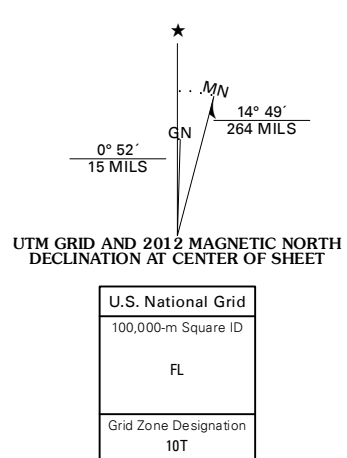 ★
MN
14° 49´
264 MILS
GN
0° 52´
15 MILS
UTM GRID AND 2012 MAGNETIC NORTH
DECLINATION AT CENTER OF SHEET
U.S. National Grid
100,000-m Square ID
FL
Grid Zone Designation
10T